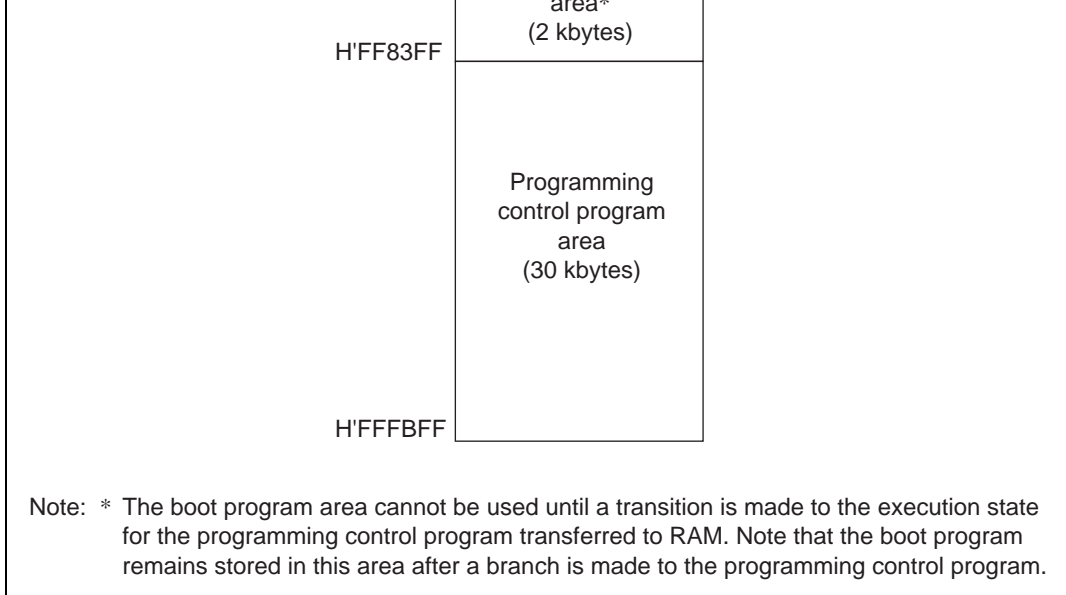 area*
(2 kbytes)
H'FF83FF
Programming
control program
area
(30 kbytes)
H'FFFBFF
Note: * The boot program area cannot be used until a transition is made to the execution state
for the programming control program transferred to RAM. Note that the boot program
remains stored in this area after a branch is made to the programming control program.